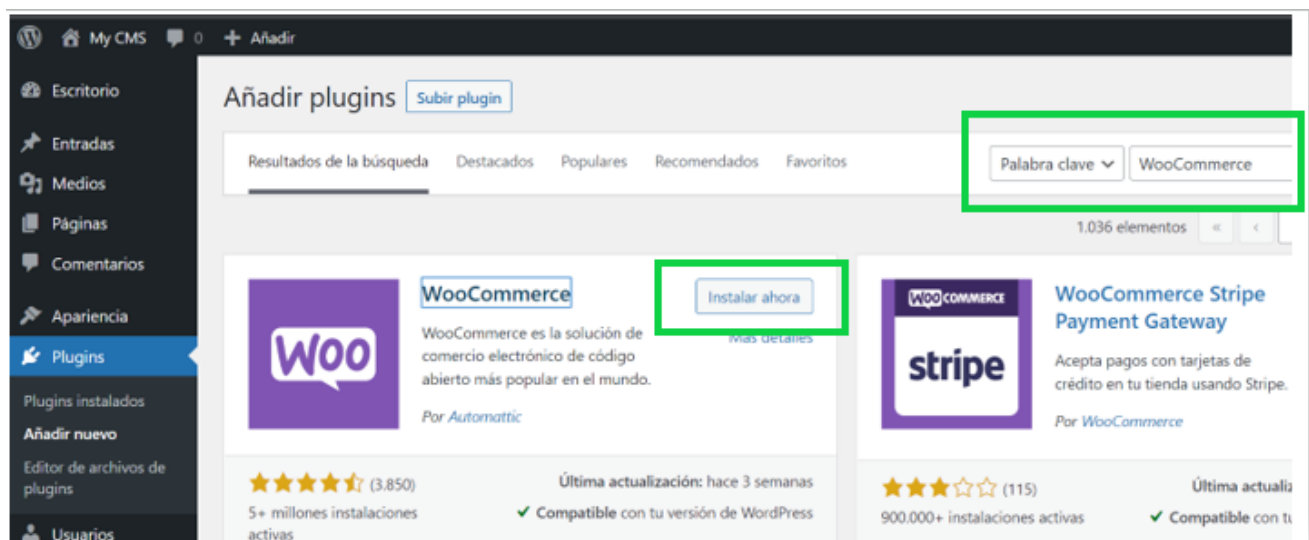 My CMS 0 + Añadir
Escritorio
Entradas
Medios
Páginas
Comentarios
Apariencia
Plugins
Plugins instalados
Añadir nuevo
Editor de archivos de
plugins
Usuarios
Añadir plugins Subir plugin
Resultados de la búsqueda Destacados Populares Recomendados Favoritos Palabra clave WooCommerce
1.036 elementos « ‹
Woo
WooCommerce
Instalar ahora
Más detalles
WooCommerce es la solución de
comercio electrónico de código
abierto más popular en el mundo.
Por Automattic
(3.850)
5+ millones instalaciones
activas
Última actualización: hace 3 semanas
✔ Compatible con tu versión de WordPress
WOO COMMERCE
stripe
WooCommerce Stripe
Payment Gateway
Acepta pagos con tarjetas de
crédito en tu tienda usando Stripe.
Por WooCommerce
(115)
900.000+ instalaciones activas
Última actualiz
✔ Compatible con tu